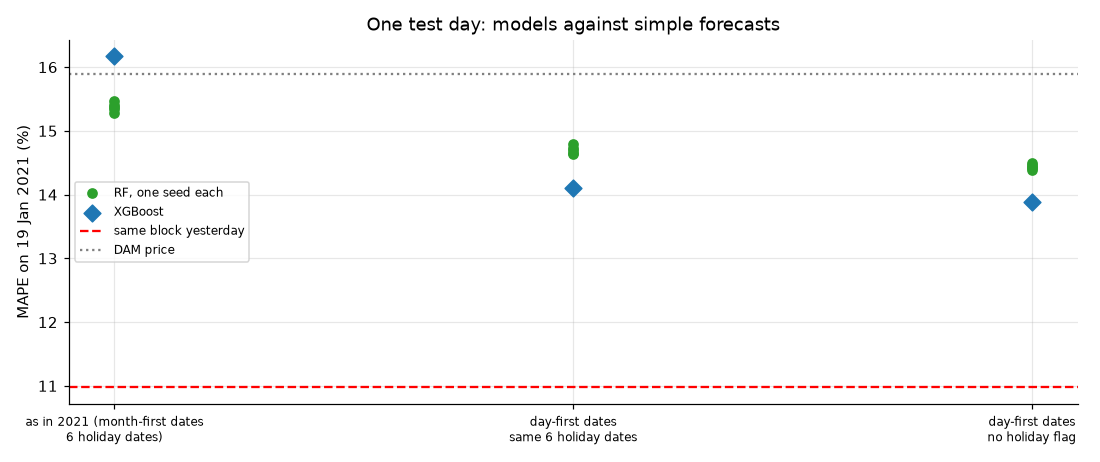 One test day: models against simple forecasts
MAPE on 19 Jan 2021 (%)
16
15
14
13
12
11
RF, one seed each
XGBoost
same block yesterday
DAM price
as in 2021 (month-first dates
6 holiday dates)
day-first dates
same 6 holiday dates
day-first dates
no holiday flag